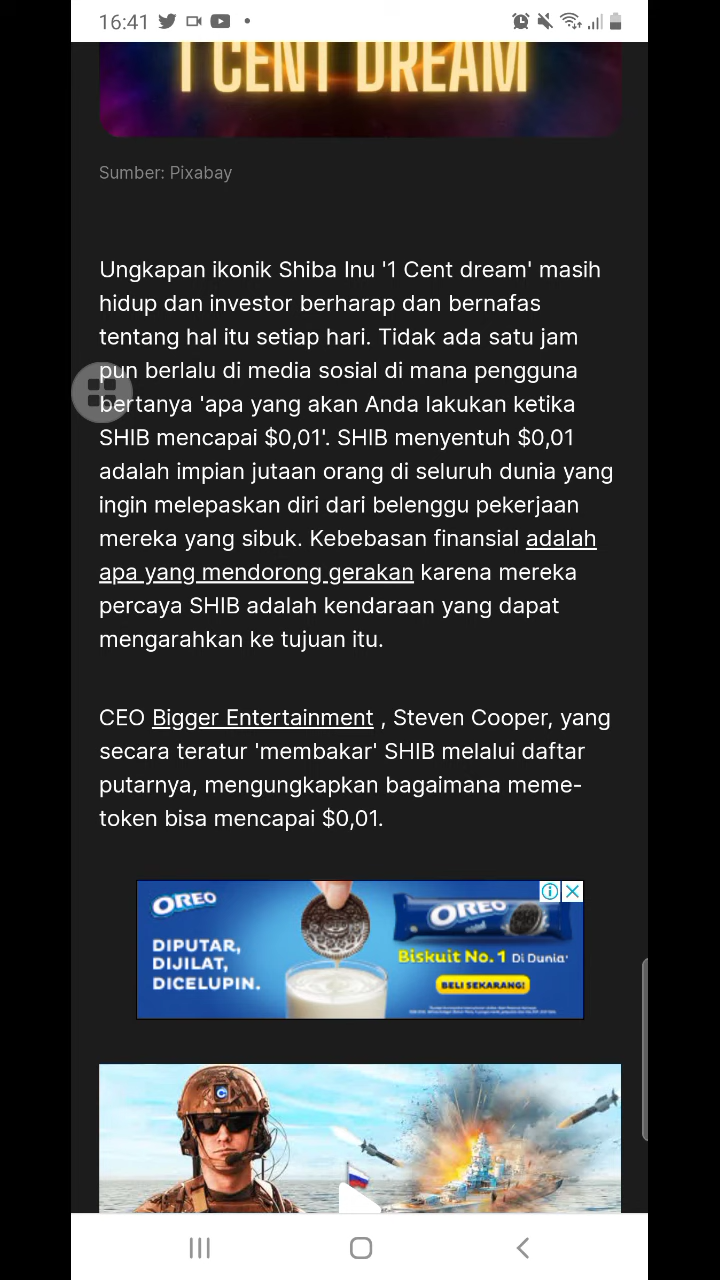 16:41
1 CENT DREAM
Sumber: Pixabay
Ungkapan ikonik Shiba Inu '1 Cent dream' masih
hidup dan investor berharap dan bernafas
tentang hal itu setiap hari. Tidak ada satu jam
pun berlalu di media sosial di mana pengguna
bertanya 'apa yang akan Anda lakukan ketika
SHIB mencapai $0,01'. SHIB menyentuh $0,01
adalah impian jutaan orang di seluruh dunia yang
ingin melepaskan diri dari belenggu pekerjaan
mereka yang sibuk. Kebebasan finansial adalah
apa yang mendorong gerakan karena mereka
percaya SHIB adalah kendaraan yang dapat
mengarahkan ke tujuan itu.
CEO Bigger Entertainment , Steven Cooper, yang
secara teratur 'membakar' SHIB melalui daftar
putarnya, mengungkapkan bagaimana meme-
token bisa mencapai $0,01.
OREO
DIPUTAR,
DIJILAT,
DICELUPIN.
OREO
Biskuit No. 1 Di Dunia*
BELI SEKARANG!